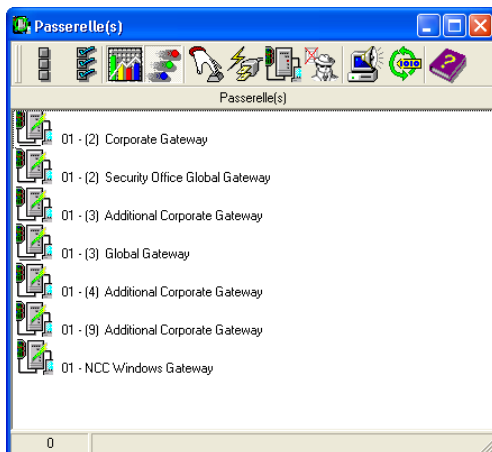 Passerelle(s)
Passerelle(s)
01 - (2) Corporate Gateway
01 - (2) Security Office Global Gateway
01 - (3) Additional Corporate Gateway
01 - (3) Global Gateway
01 - (4) Additional Corporate Gateway
01 - (9) Additional Corporate Gateway
01 - NCC Windows Gateway
0